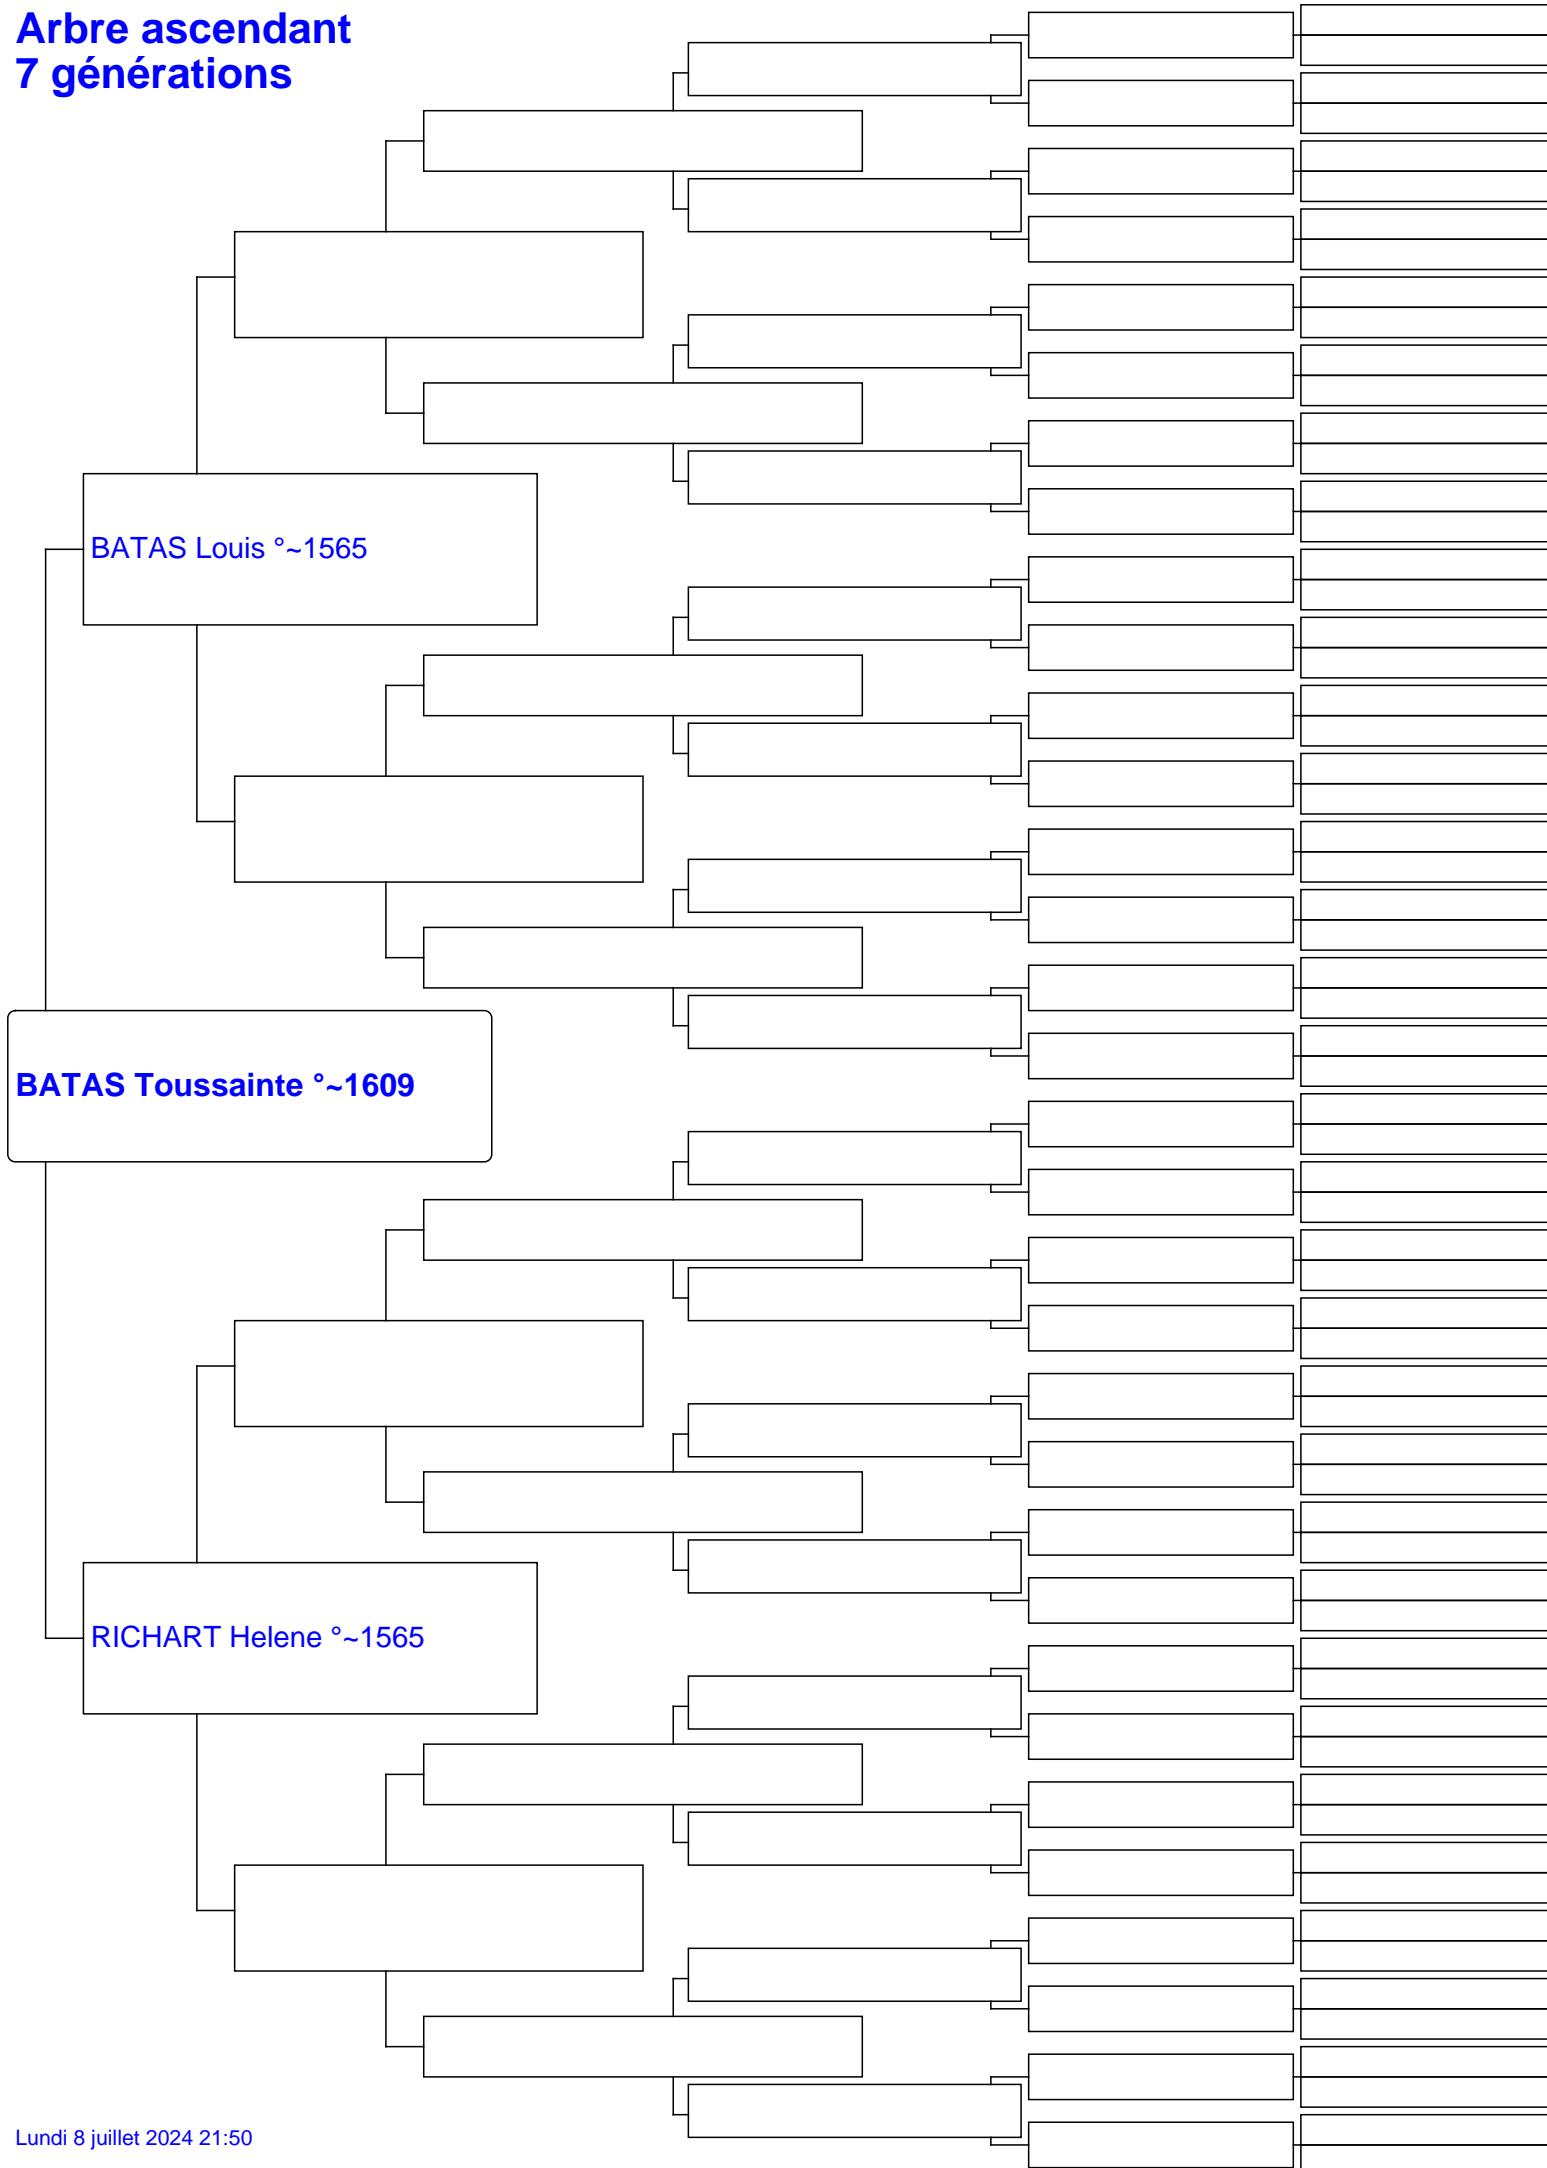 Arbre ascendant
7 générations
BATAS Louis °~1565
BATAS Toussainte °~1609
RICHART Helene °~1565
Lundi 8 juillet 2024 21:50